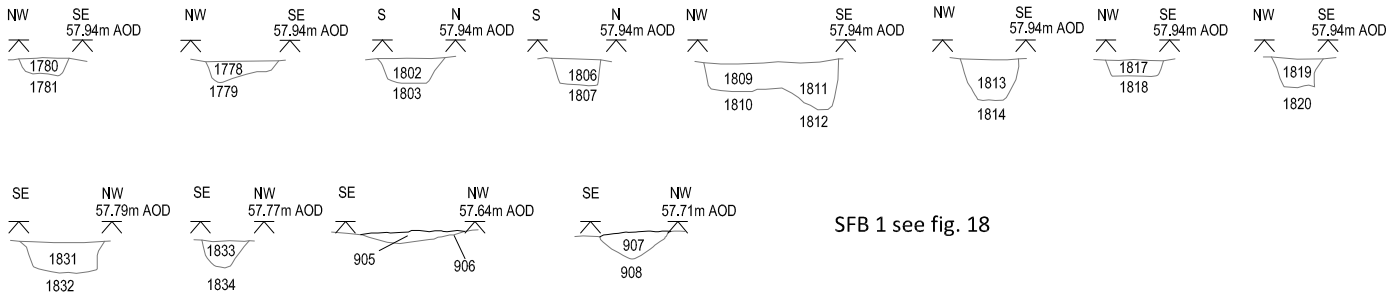 NW SE NW SE S N S N NW SE NW SE NW SE NW SE
57.94m AOD 57.94m AOD 57.94m AOD 57.94m AOD 57.94m AOD 57.94m AOD 57.94m AOD 57.94m AOD
1780 1778 1802 1806 1809 1811 1813 1817 1819
1781 1779 1803 1807 1810 1812 1814 1818 1820
SE NW SE NW SE NW SE NW
57.79m AOD 57.77m AOD 57.64m AOD 57.71m AOD
SFB 1 see fig. 18
1831 1833 905 906 907
1832 1834 908